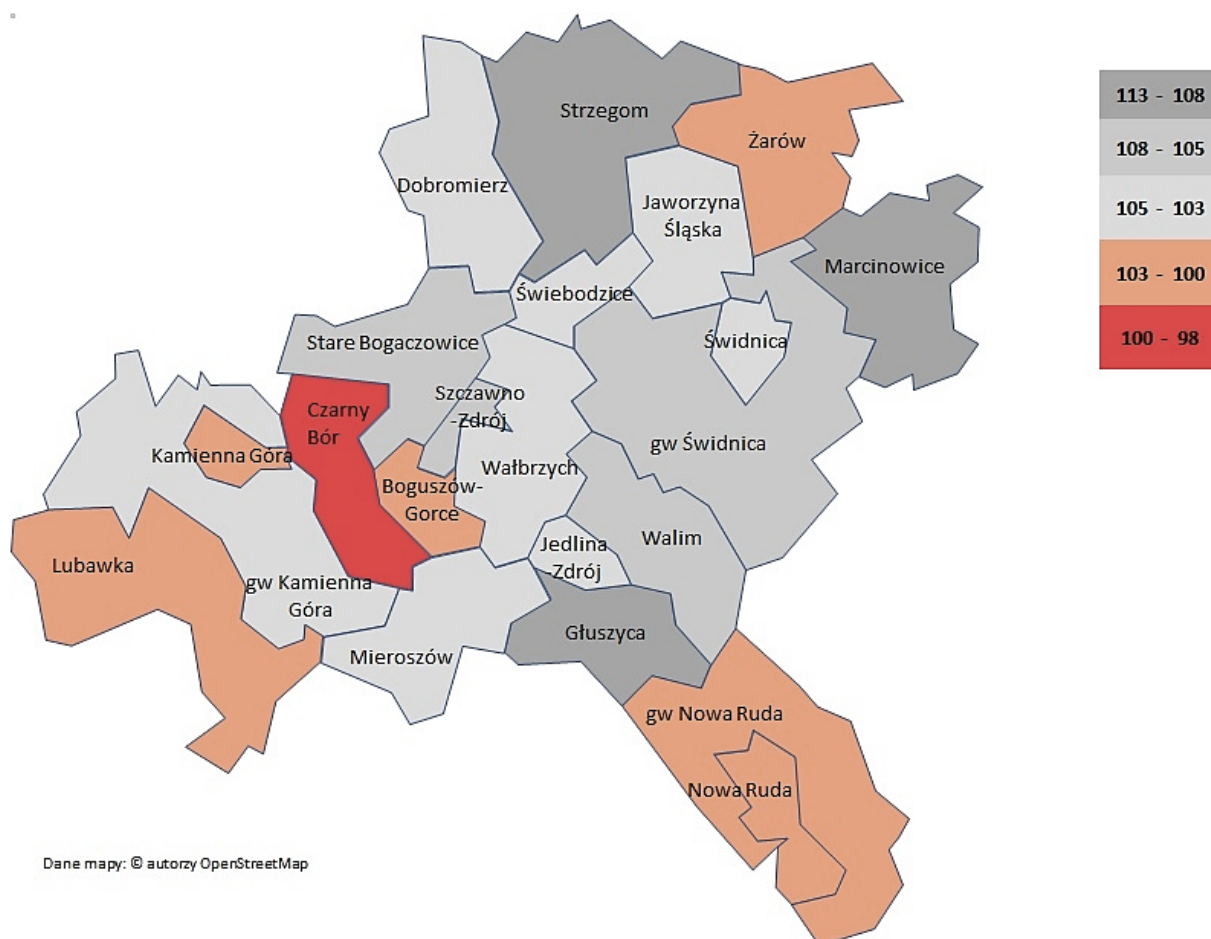 Strzegom
Żarów
Dobromierz
Jaworzyna
Śląska
Marcinowice
Świebodzice
Stare Bogaczowice
Świdnica
Szczawno
-Zdrój
Czarny
Bór
gw Świdnica
Kamienna Góra
Wałbrzych
Boguszów-
Gorce
Jedlina
-Zdrój
Walim
Lubawka
gw Kamienna
Góra
Głuszyca
Mieroszów
gw Nowa Ruda
Nowa Ruda
113 - 108
108 - 105
105 - 103
103 - 100
100 - 98
Dane mapy: © autorzy OpenStreetMap